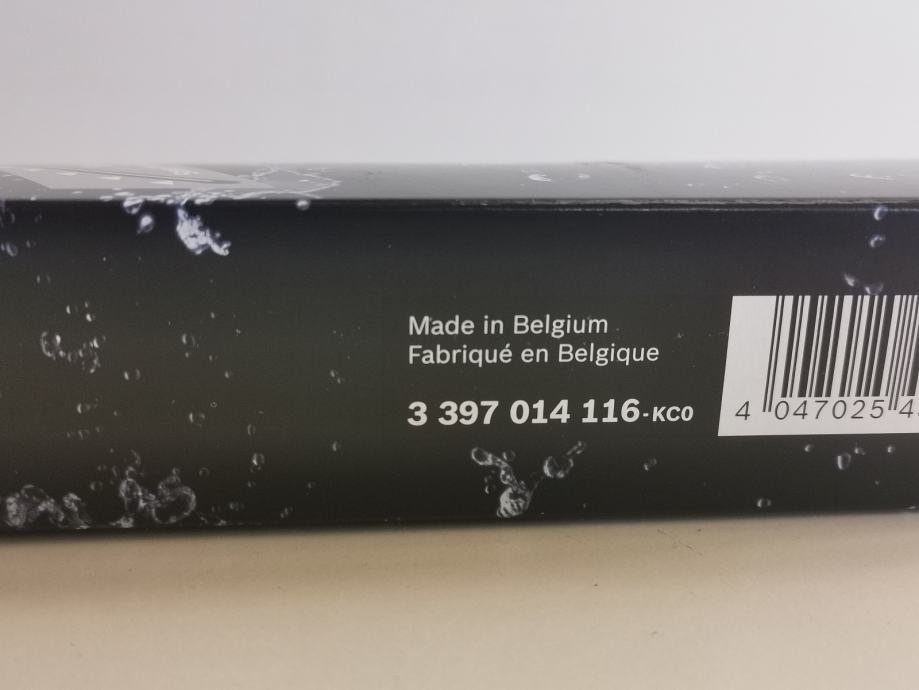 Made in Belgium
Fabriqué en Belgique
3 397 014 116-KC0
4 047025 4